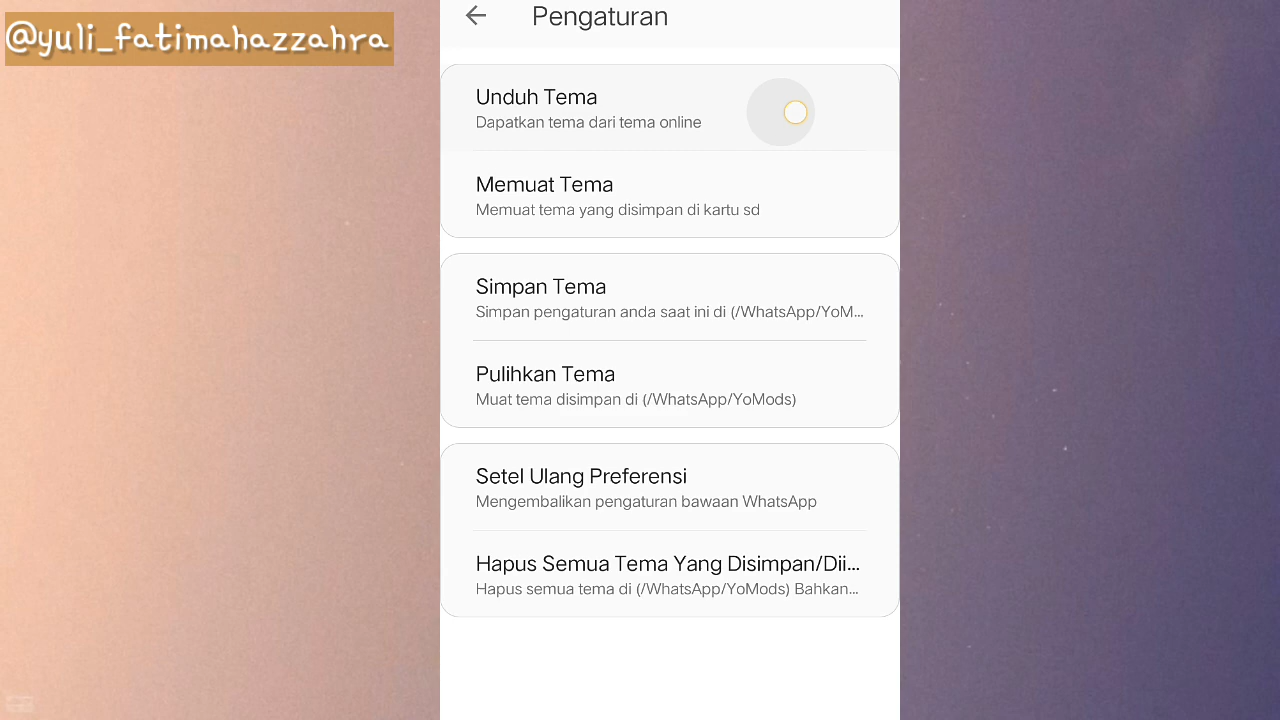 @yuli_fatimahazzahra
Pengaturan
Unduh Tema
Dapatkan tema dari tema online
Memuat Tema
Memuat tema yang disimpan di kartu sd
Simpan Tema
Simpan pengaturan anda saat ini di (/WhatsApp/YoM...
Pulihkan Tema
Muat tema disimpan di (/WhatsApp/YoMods)
Setel Ulang Preferensi
Mengembalikan pengaturan bawaan WhatsApp
Hapus Semua Tema Yang Disimpan/Dii...
Hapus semua tema di (/WhatsApp/YoMods) Bahkan...